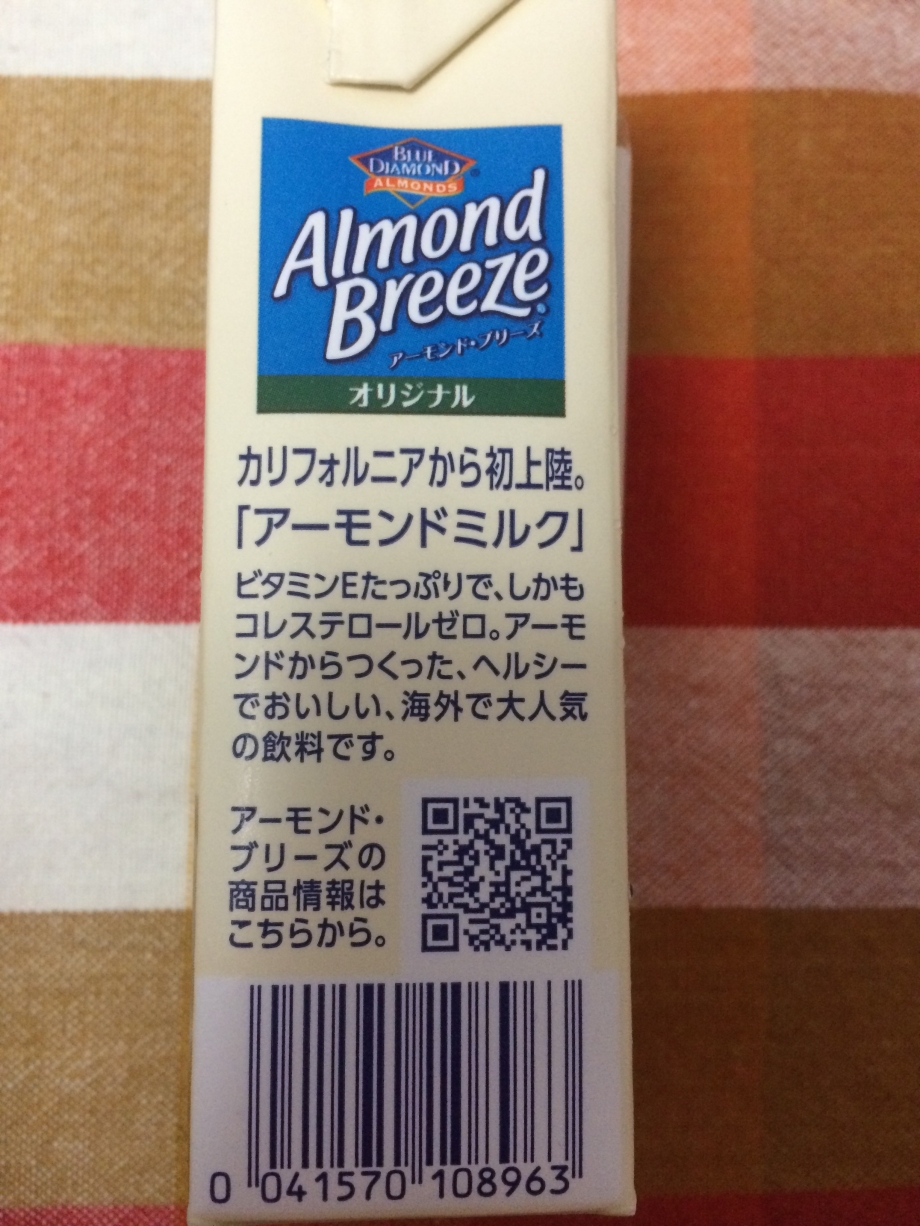 BLUE
DIAMOND®
ALMONDS
Almond
Breeze®
アーモンド・ブリーズ
オリジナル
カリフォルニアから初上陸。
「アーモンドミルク」
ビタミンEたっぷりで、しかも
コレステロールゼロ。アーモ
ンドからつくった、ヘルシー
でおいしい、海外で大人気
の飲料です。
アーモンド・
ブリーズの
商品情報は
こちらから。
0 041570 108963